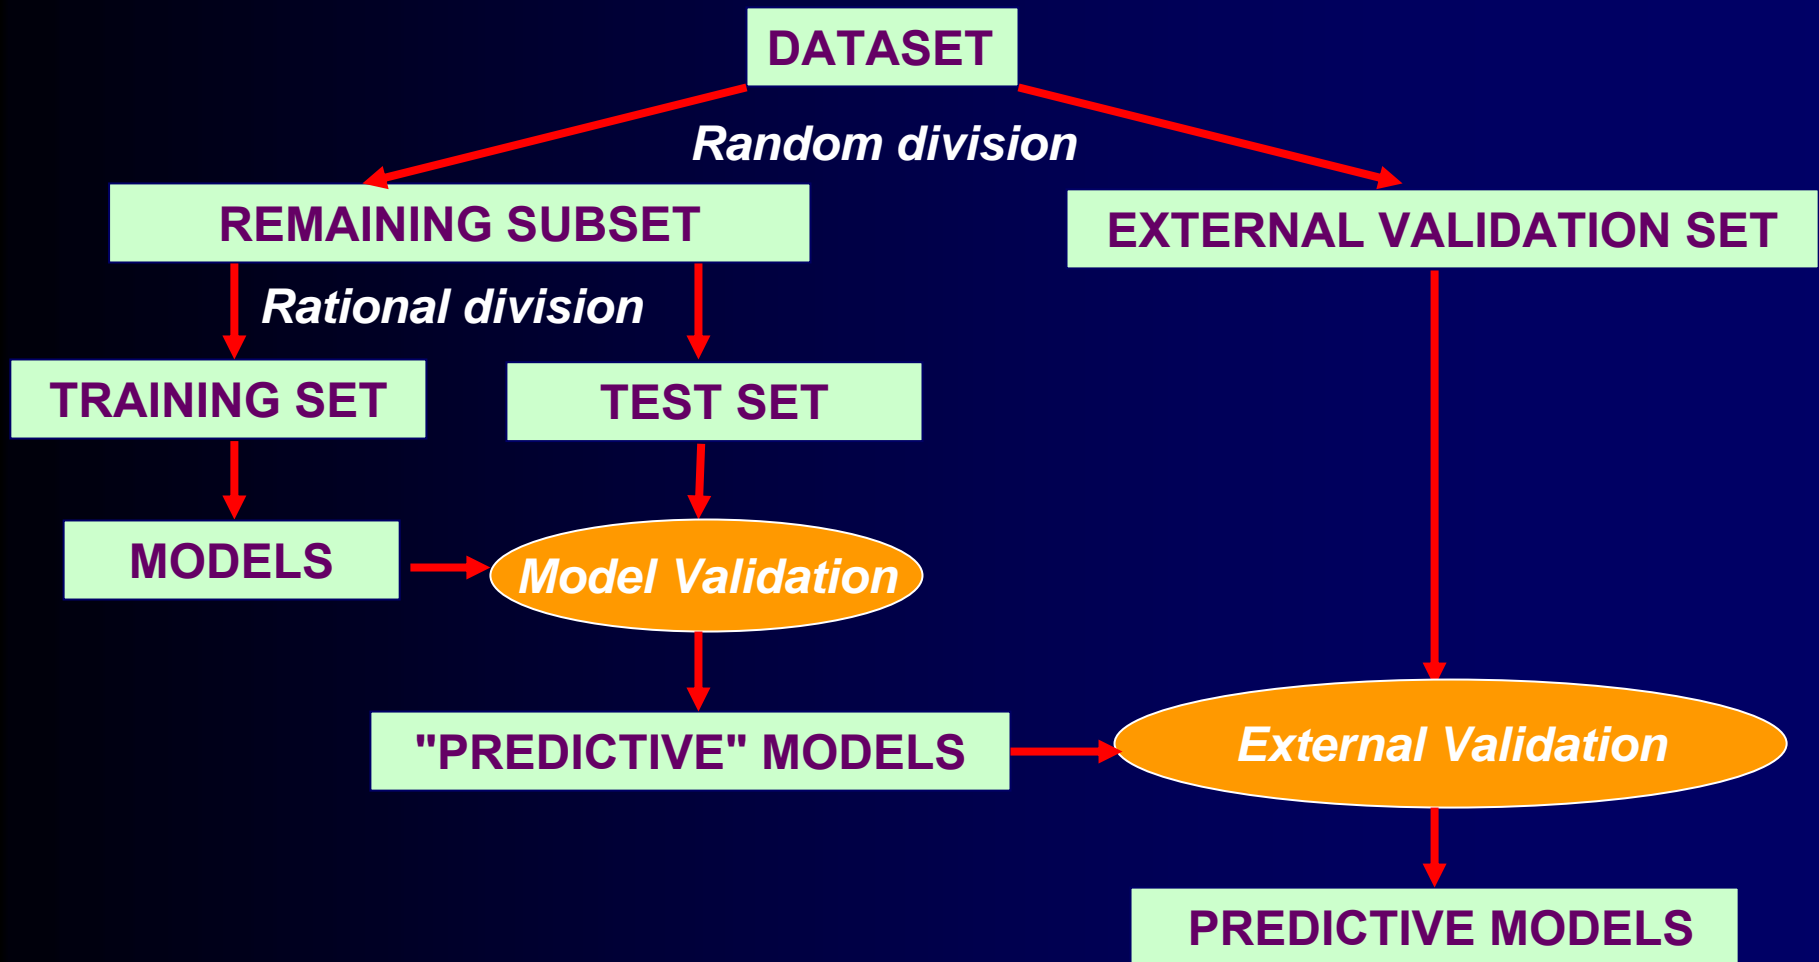 DATASET
Random division
REMAINING SUBSET
EXTERNAL VALIDATION SET
Rational division
TRAINING SET
TEST SET
MODELS
Model Validation
"PREDICTIVE" MODELS
External Validation
PREDICTIVE MODELS